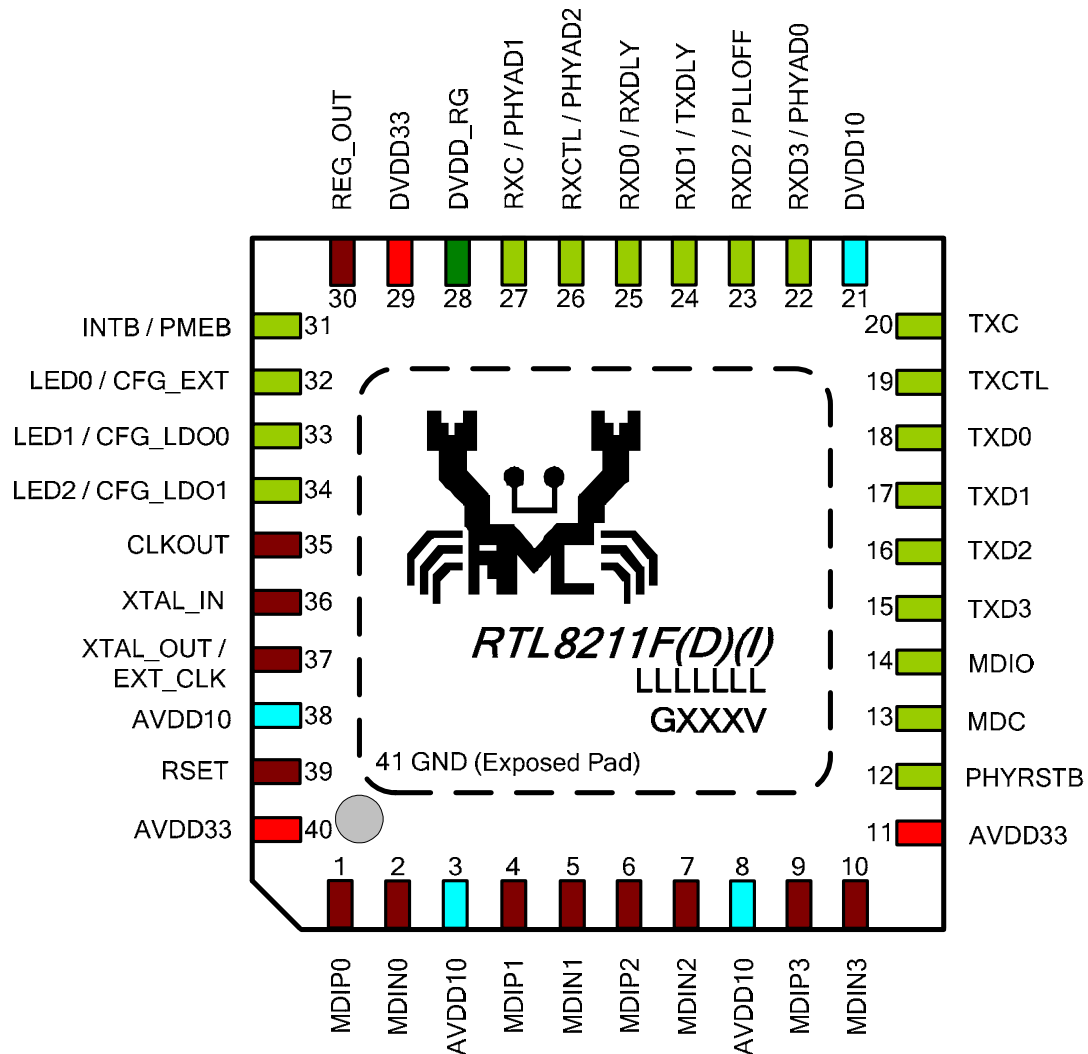 REG_OUT
DVDD33
DVDD_RG
RXC / PHYAD1
RXCTL / PHYAD2
RXD0 / RXDLY
RXD1 / TXDLY
RXD2 / PLLOFF
RXD3 / PHYAD0
DVDD10
30
29
28
27
26
25
24
23
22
21
INTB / PMEB
31
LED0 / CFG_EXT
32
LED1 / CFG_LDO0
33
LED2 / CFG_LDO1
34
CLKOUT
35
XTAL_IN
36
XTAL_OUT /
EXT_CLK
37
AVDD10
38
RSET
39
AVDD33
40
RTL8211F(D)(I)
LLLLLLL
GXXXV
41 GND (Exposed Pad)
20
TXC
19
TXCTL
18
TXD0
17
TXD1
16
TXD2
15
TXD3
14
MDIO
13
MDC
12
PHYRSTB
11
AVDD33
1
2
3
4
5
6
7
8
9
10
MDIP0
MDIN0
AVDD10
MDIP1
MDIN1
MDIP2
MDIN2
AVDD10
MDIP3
MDIN3